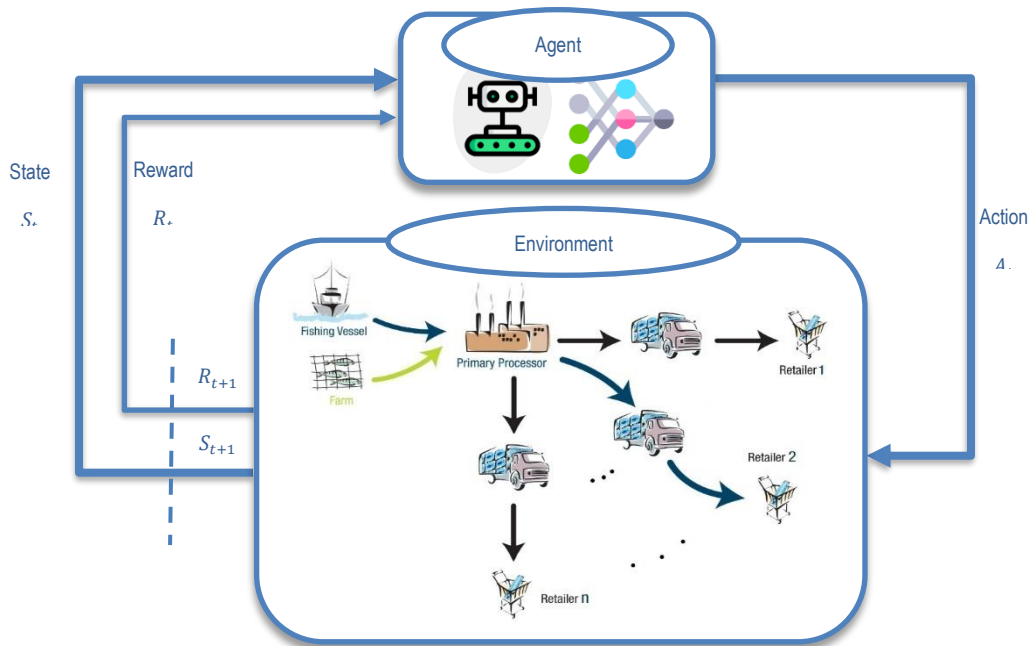 Agent
State
Reward
Action
Environment
Fishing Vessel
Primary Processor
Retailer 1
Farm
R_{t+1}
S_{t+1}
Retailer 2
Retailer n